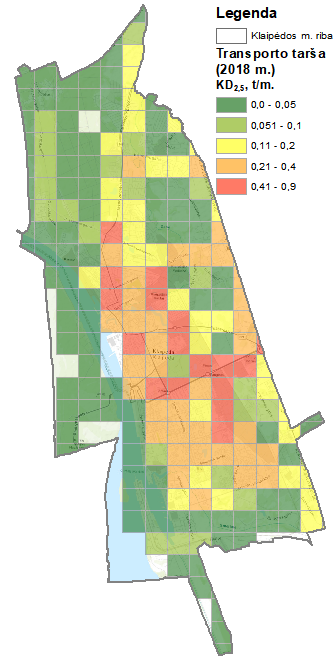 Legenda
Klaipėdos m. riba
Transporto tarša
(2018 m.)
KD2,5, t/m.
0,0 - 0,05
0,051 - 0,1
0,11 - 0,2
0,21 - 0,4
0,41 - 0,9
Klaipėda